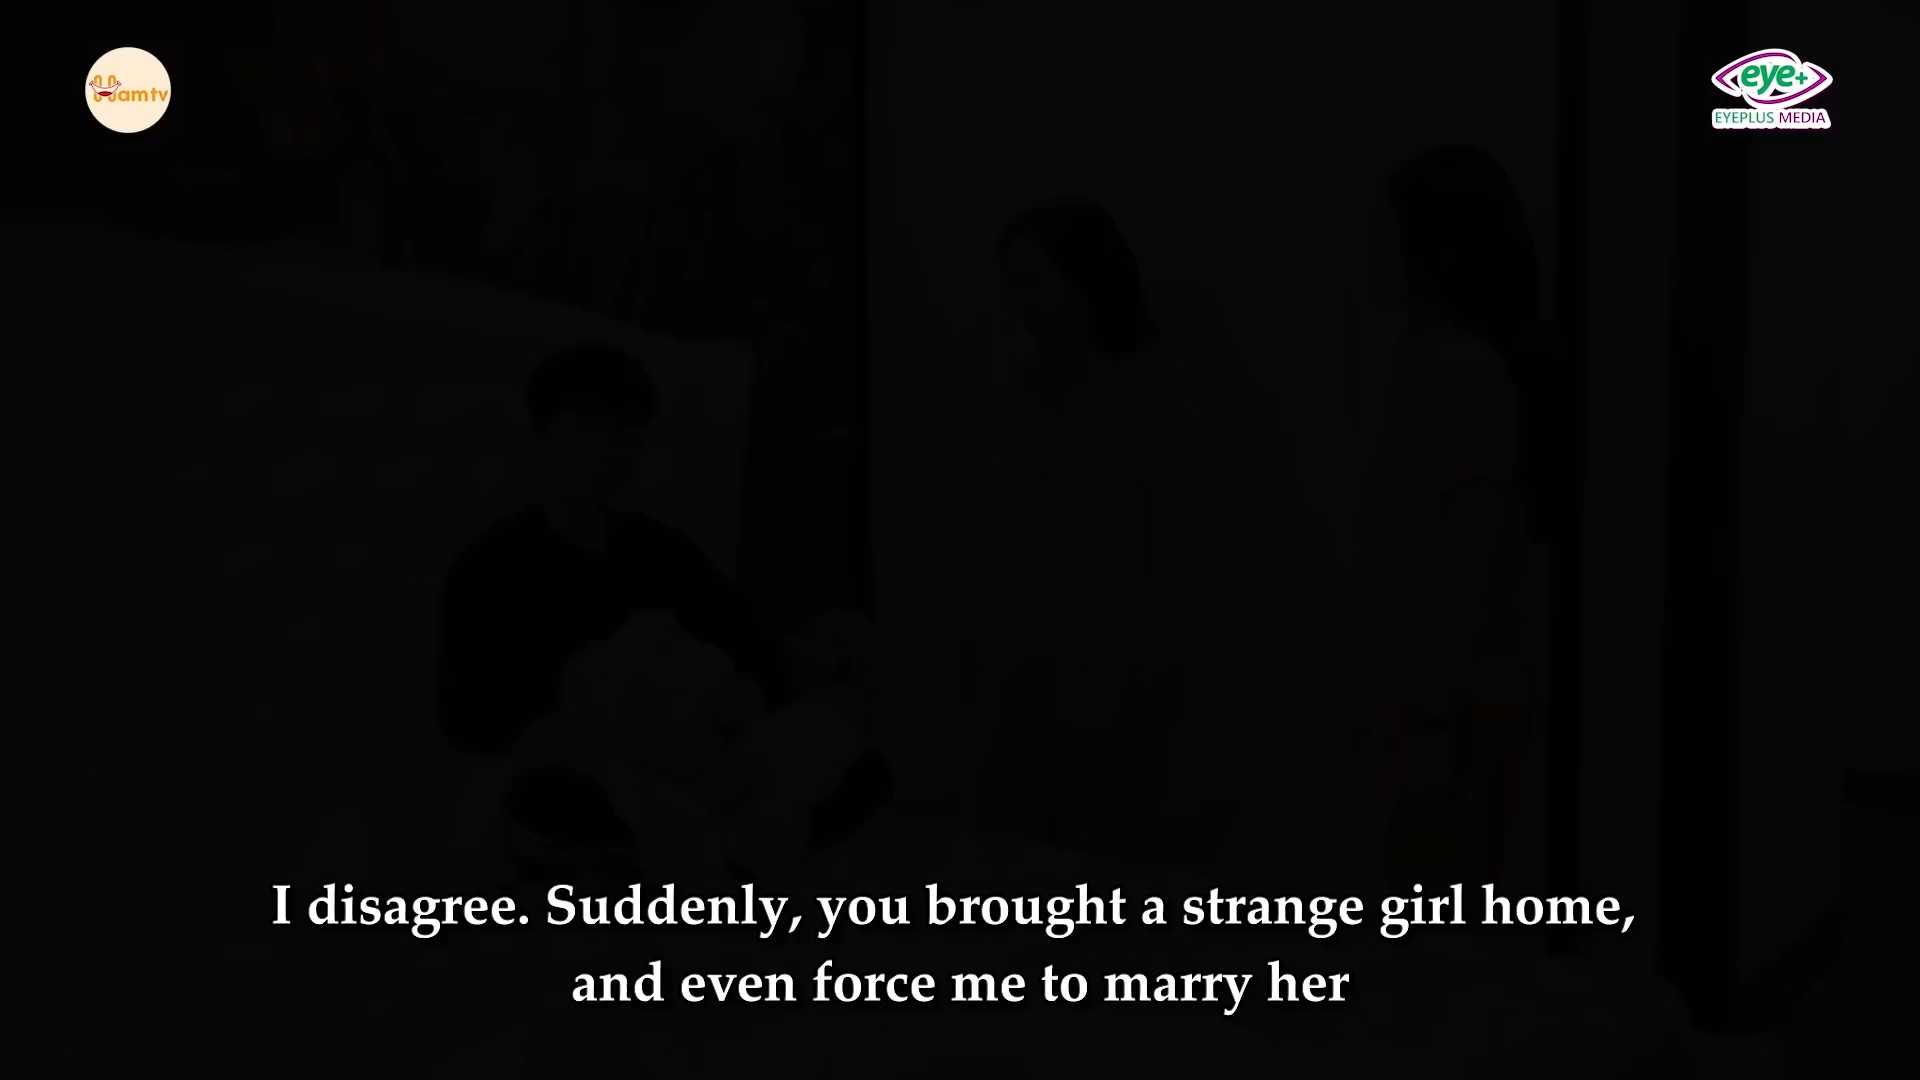 Hamtv
eye+
EYEPLUS MEDIA
I disagree. Suddenly, you brought a strange girl home,
and even force me to marry her